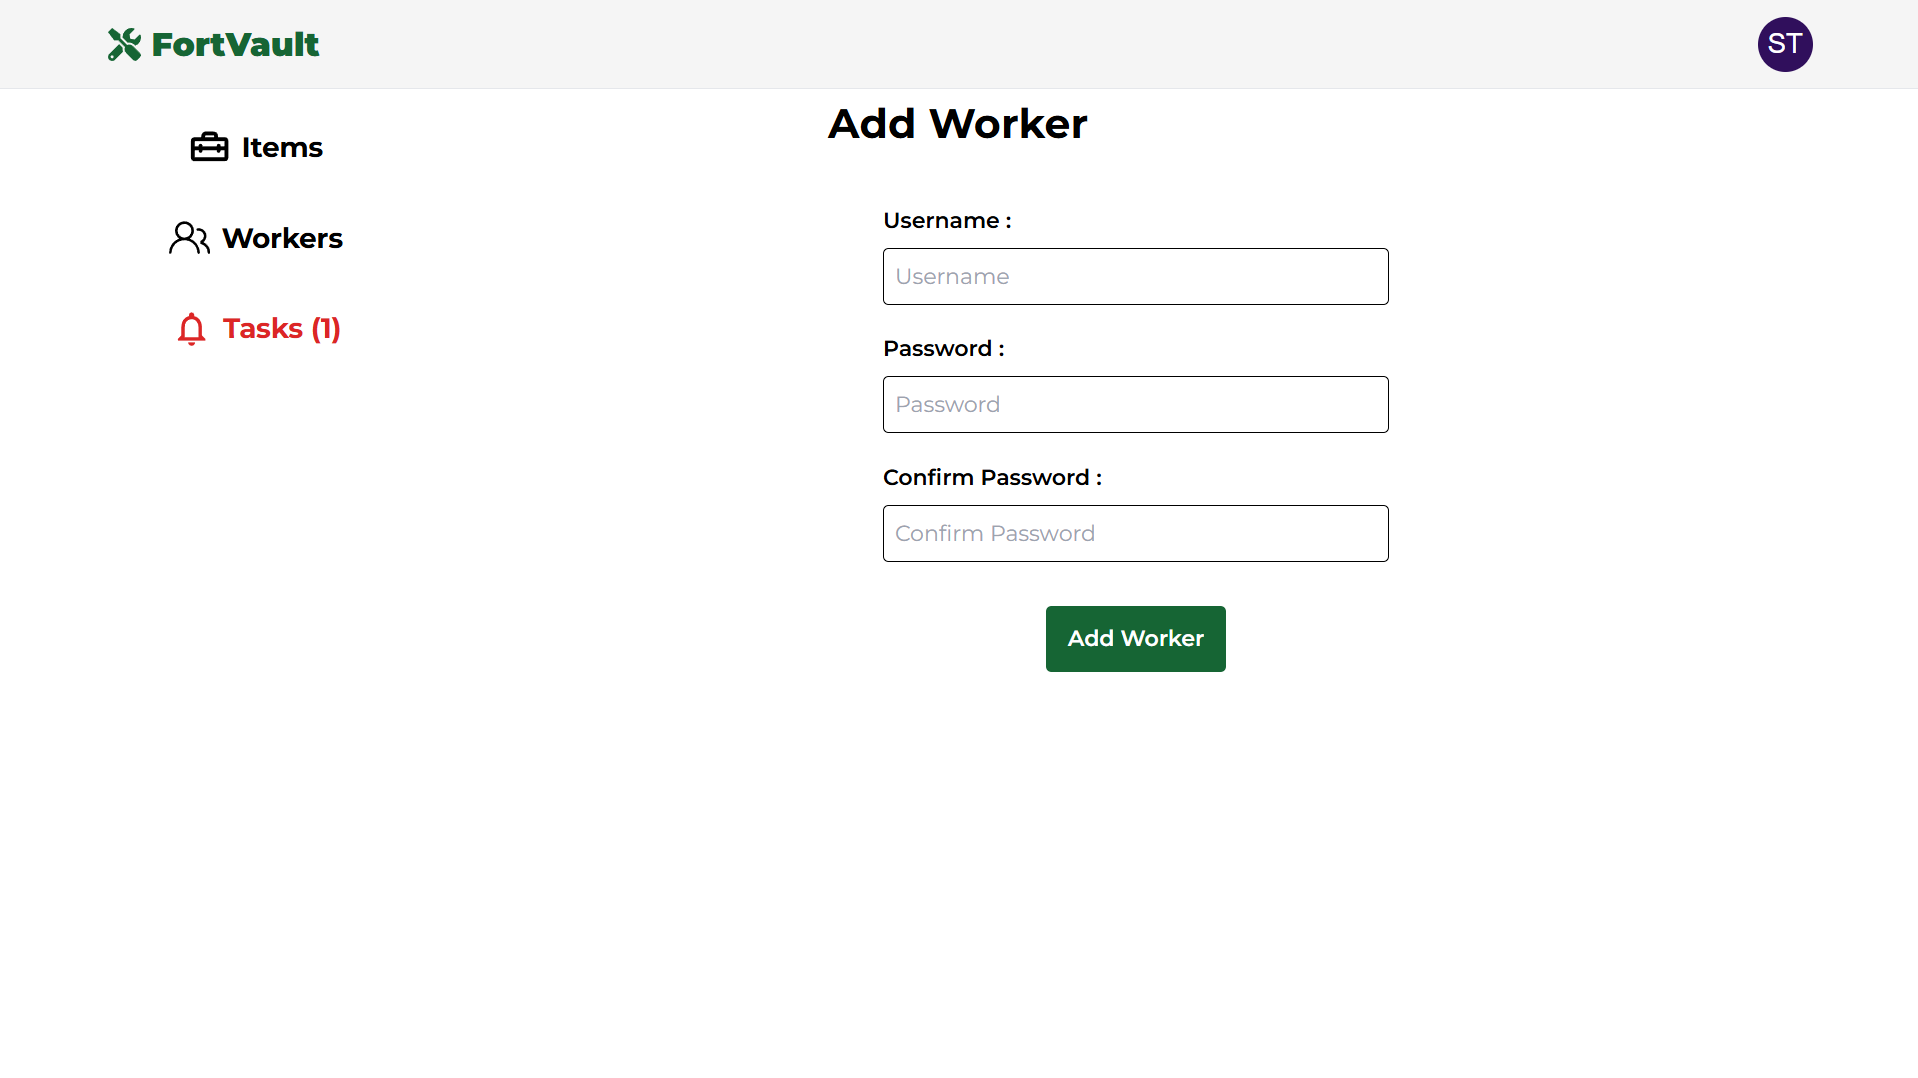 FortVault
ST
Items
Workers
Tasks (1)
Add Worker
Username :
Username
Password :
Password
Confirm Password :
Confirm Password
Add Worker